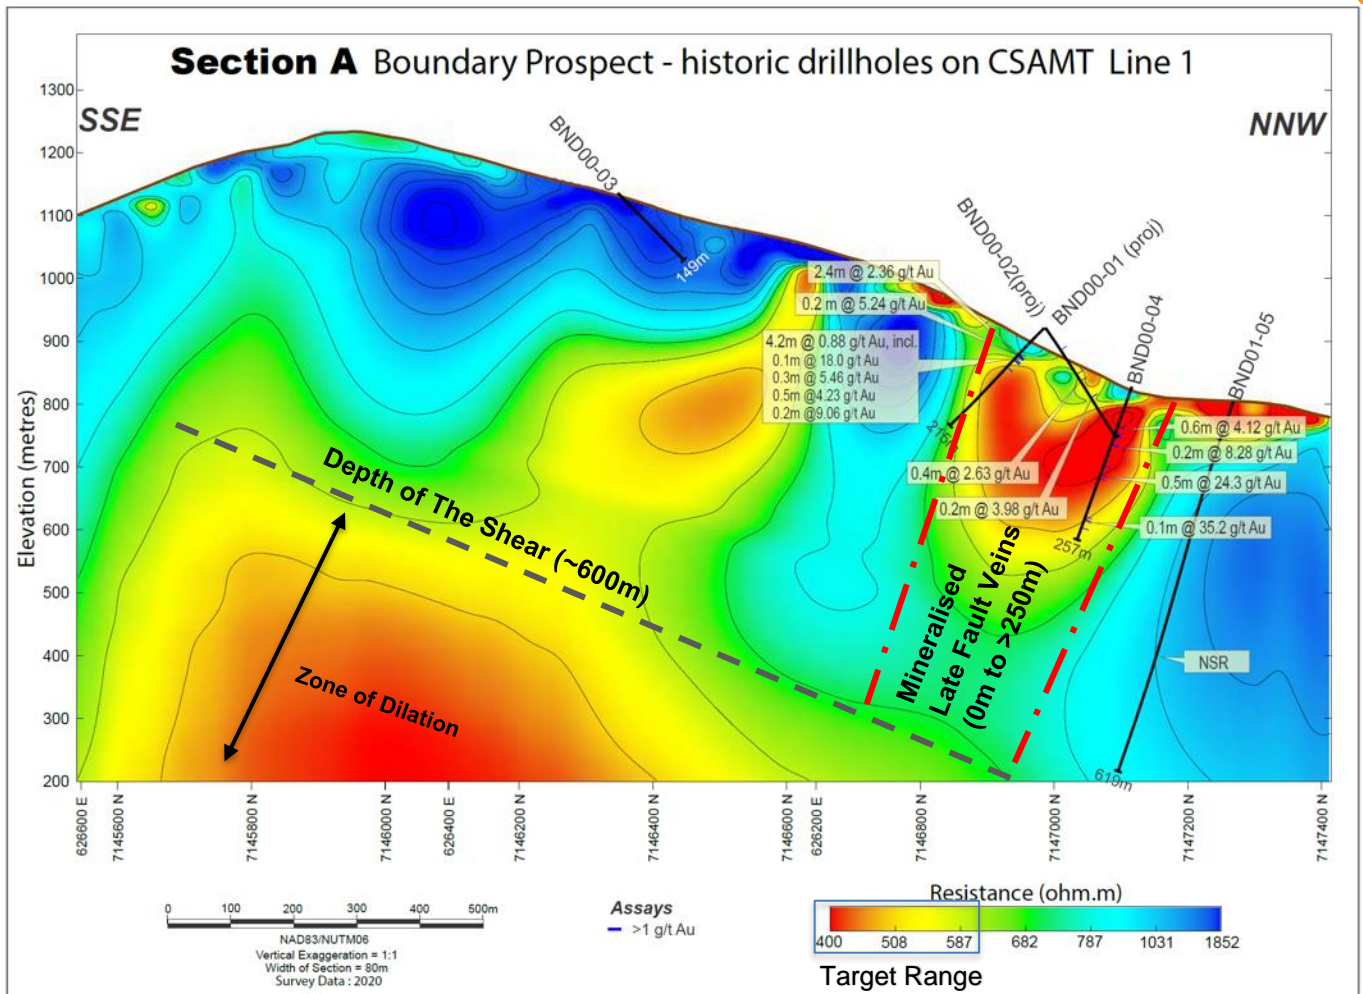 Section A Boundary Prospect - historic drillholes on CSAMT Line 1
SSE
NNW
Elevation (metres)
1300
1200
1100
1000
900
800
700
600
500
400
300
200
BND00-03
149m
BND00-02(proj)
BND00-01 (proj)
BND00-04
BND01-05
2.4m @ 2.36 g/t Au
0.2 m @ 5.24 g/t Au
4.2m @ 0.88 g/t Au, incl.
0.1m @ 18.0 g/t Au
0.3m @ 5.46 g/t Au
0.5m @4.23 g/t Au
0.2m @9.06 g/t Au
215m
0.4m @ 2.63 g/t Au
0.2m @ 3.98 g/t Au
0.6m @ 4.12 g/t Au
0.2m @ 8.28 g/t Au
0.5m @ 24.3 g/t Au
0.1m @ 35.2 g/t Au
257m
NSR
619m
Depth of The Shear (~600m)
Zone of Dilation
Mineralised
Late Fault Veins
(0m to >250m)
626600 E
7145600 N
7145800 N
7146000 N
626400 E
7146200 N
7146400 N
7146600 N
626200 E
7146800 N
7147000 N
7147200 N
7147400 N
0 100 200 300 400 500m
NAD83/NUTM06
Vertical Exaggeration = 1:1
Width of Section = 80m
Survey Data : 2020
Assays
>1 g/t Au
Resistance (ohm.m)
400 508 587 682 787 1031 1852
Target Range